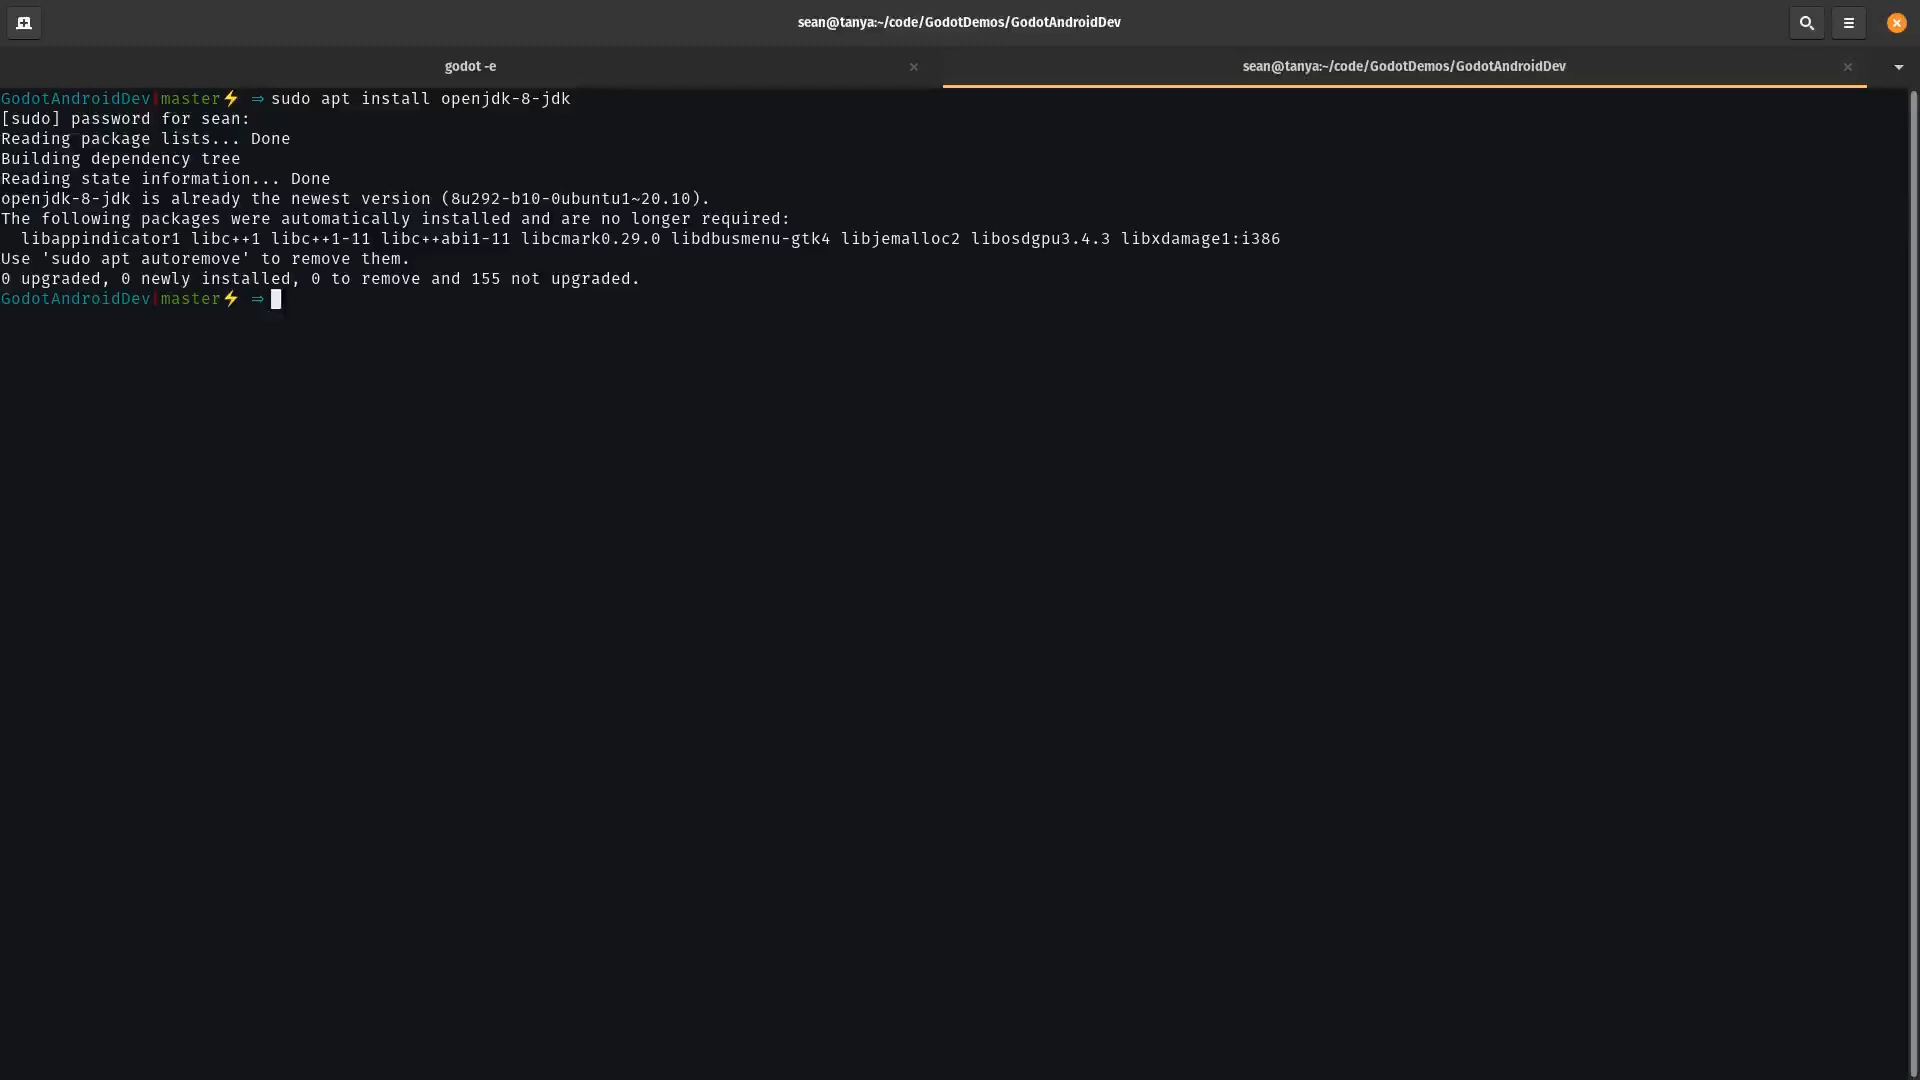 sean@tanya:~/code/GodotDemos/GodotAndroidDev
godot -e
sean@tanya:~/code/GodotDemos/GodotAndroidDev
GodotAndroidDev|master⚡ ⇒ sudo apt install openjdk-8-jdk
[sudo] password for sean:
Reading package lists... Done
Building dependency tree
Reading state information... Done
openjdk-8-jdk is already the newest version (8u292-b10-0ubuntu1~20.10).
The following packages were automatically installed and are no longer required:
  libappindicator1 libc++1 libc++1-11 libc++abi1-11 libcmark0.29.0 libdbusmenu-gtk4 libjemalloc2 libosdgpu3.4.3 libxdamage1:i386
Use 'sudo apt autoremove' to remove them.
0 upgraded, 0 newly installed, 0 to remove and 155 not upgraded.
GodotAndroidDev|master⚡ ⇒